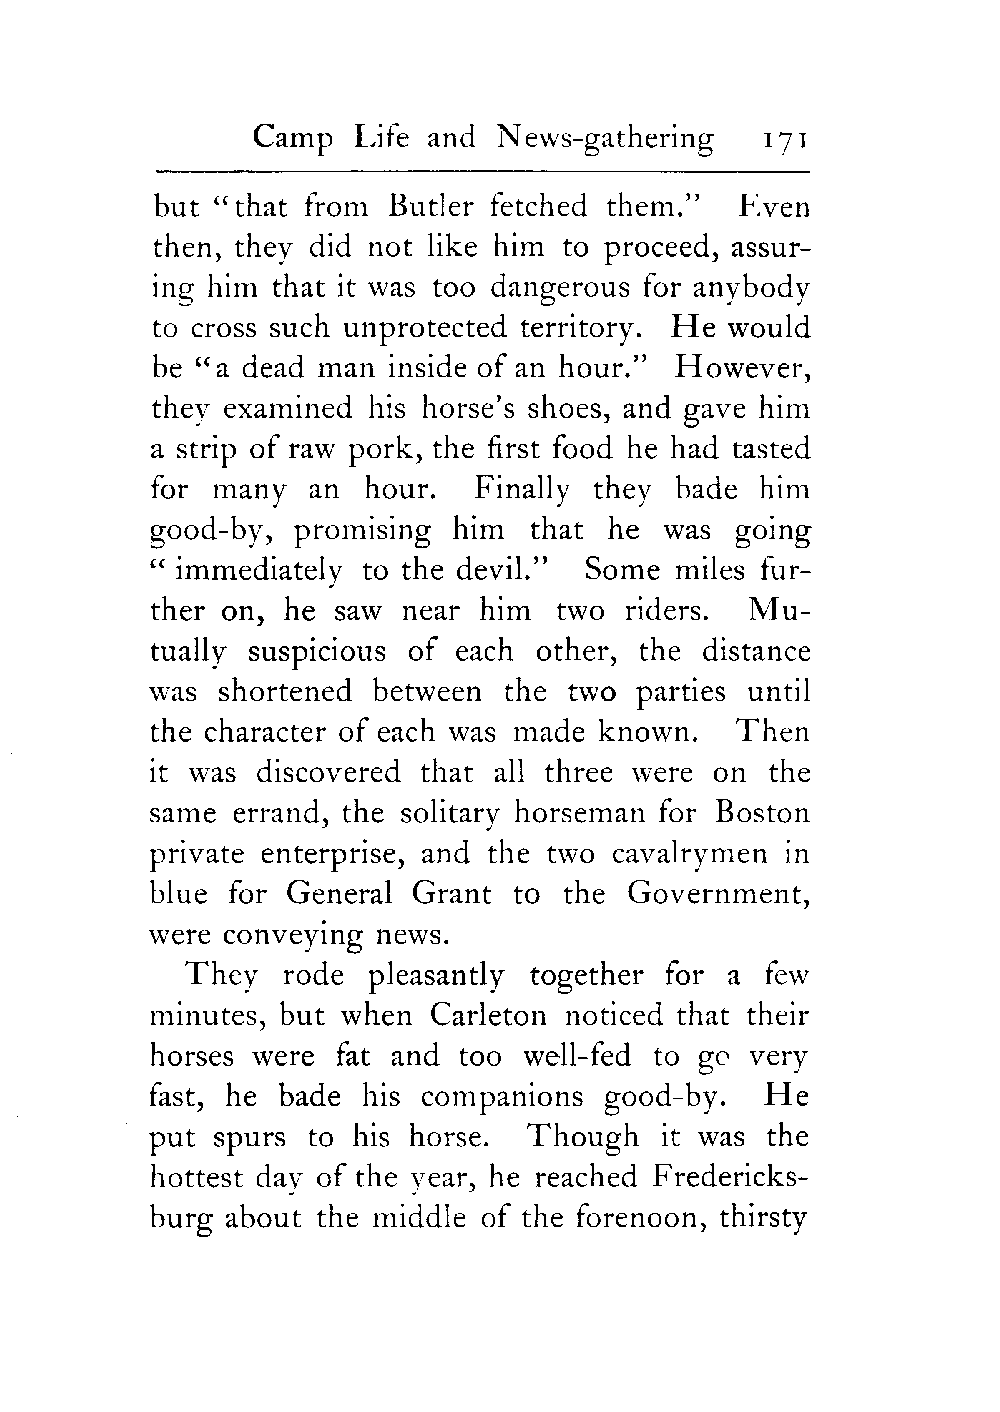 Camp Life and News-gathering 171
but "that from Butler fetched them." Even
then, they did not like him to proceed, assur-
ing him that it was too dangerous for anybody
to cross such unprotected territory. He would
be "a dead man inside of an hour." However,
they examined his horse's shoes, and gave him
a strip of raw pork, the first food he had tasted
for many an hour. Finally they bade him
good-by, promising him that he was going
"immediately to the devil." Some miles fur-
ther on, he saw near him two riders. Mu-
tually suspicious of each other, the distance
was shortened between the two parties until
the character of each was made known. Then
it was discovered that all three were on the
same errand, the solitary horseman for Boston
private enterprise, and the two cavalrymen in
blue for General Grant to the Government,
were conveying news.
They rode pleasantly together for a few
minutes, but when Carleton noticed that their
horses were fat and too well-fed to go very
fast, he bade his companions good-by. He
put spurs to his horse. Though it was the
hottest day of the year, he reached Fredericks-
burg about the middle of the forenoon, thirsty